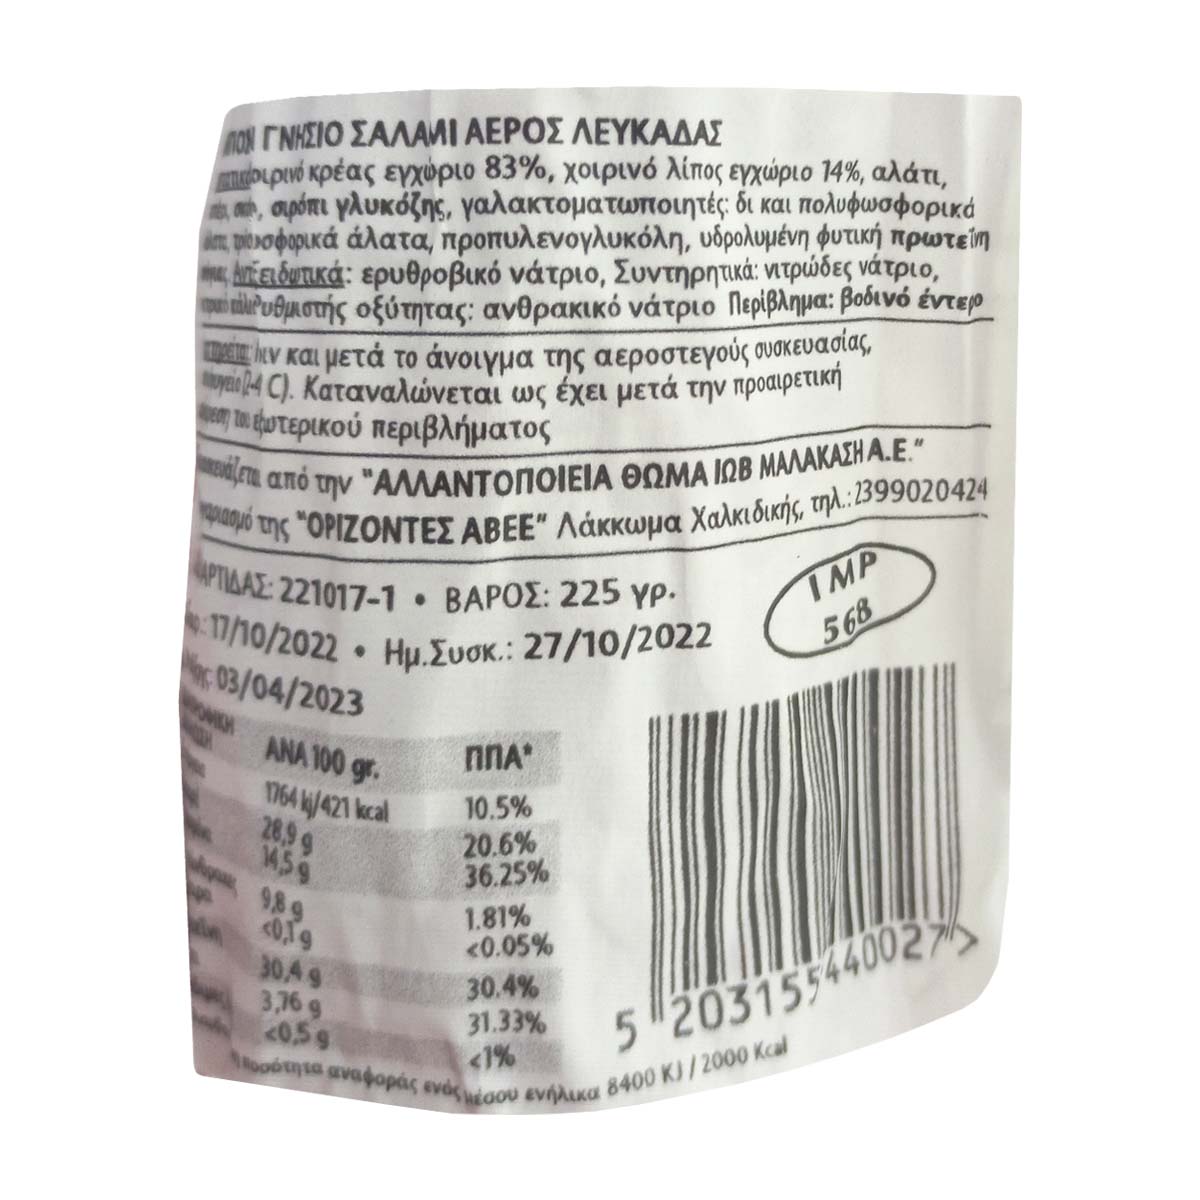 ΓΝΗΣΙΟ ΣΑΛΑΜΙ ΑΕΡΟΣ ΛΕΥΚΑΔΑΣ
κρέας εγχώριο 83%, χοιρινό λίπος εγχώριο 14%, αλάτι,
σιρόπι γλυκόζης, γαλακτοματωποιητές: δι και πολυφωσφορικά
άλατα, προπυλενογλυκόλη, υδρολυμένη φυτική πρωτεΐνη
Αντιξειδωτικά: ερυθροβικό νάτριο, Συντηρητικά: νιτρώδες νάτριο,
οξύτητας: ανθρακικό νάτριο Περίβλημα: βοδινό έντερο
και μετά το άνοιγμα της αεροστεγούς συσκευασίας,
C). Καταναλώνεται ως έχει μετά την προαιρετική
του εξωτερικού περιβλήματος
από την "ΑΛΛΑΝΤΟΠΟΙΕΙΑ ΘΩΜΑ ΙΩΒ ΜΑΛΑΚΑΣΗ Α.Ε."
της "ΟΡΙΖΟΝΤΕΣ ΑΒΕΕ" Λάκκωμα Χαλκιδικής, τηλ.: 2399020424
221017-1 • ΒΑΡΟΣ: 225 γρ.
17/10/2022 • Ημ.Συσκ.: 27/10/2022
03/04/2023
IMP
568
ΑΝΑ 100 gr. ΠΠΑ*
1764 kj/421 kcal 10.5%
28,9 g 20.6%
14,5 g 36.25%
9,8 g 1.81%
<0,1 g <0.05%
30,4 g 30.4%
3,76 g 31.33%
<0,5 g <1%
5 203155 440027 >
ποσότητα αναφοράς ενός μέσου ενήλικα 8400 KJ / 2000 Kcal